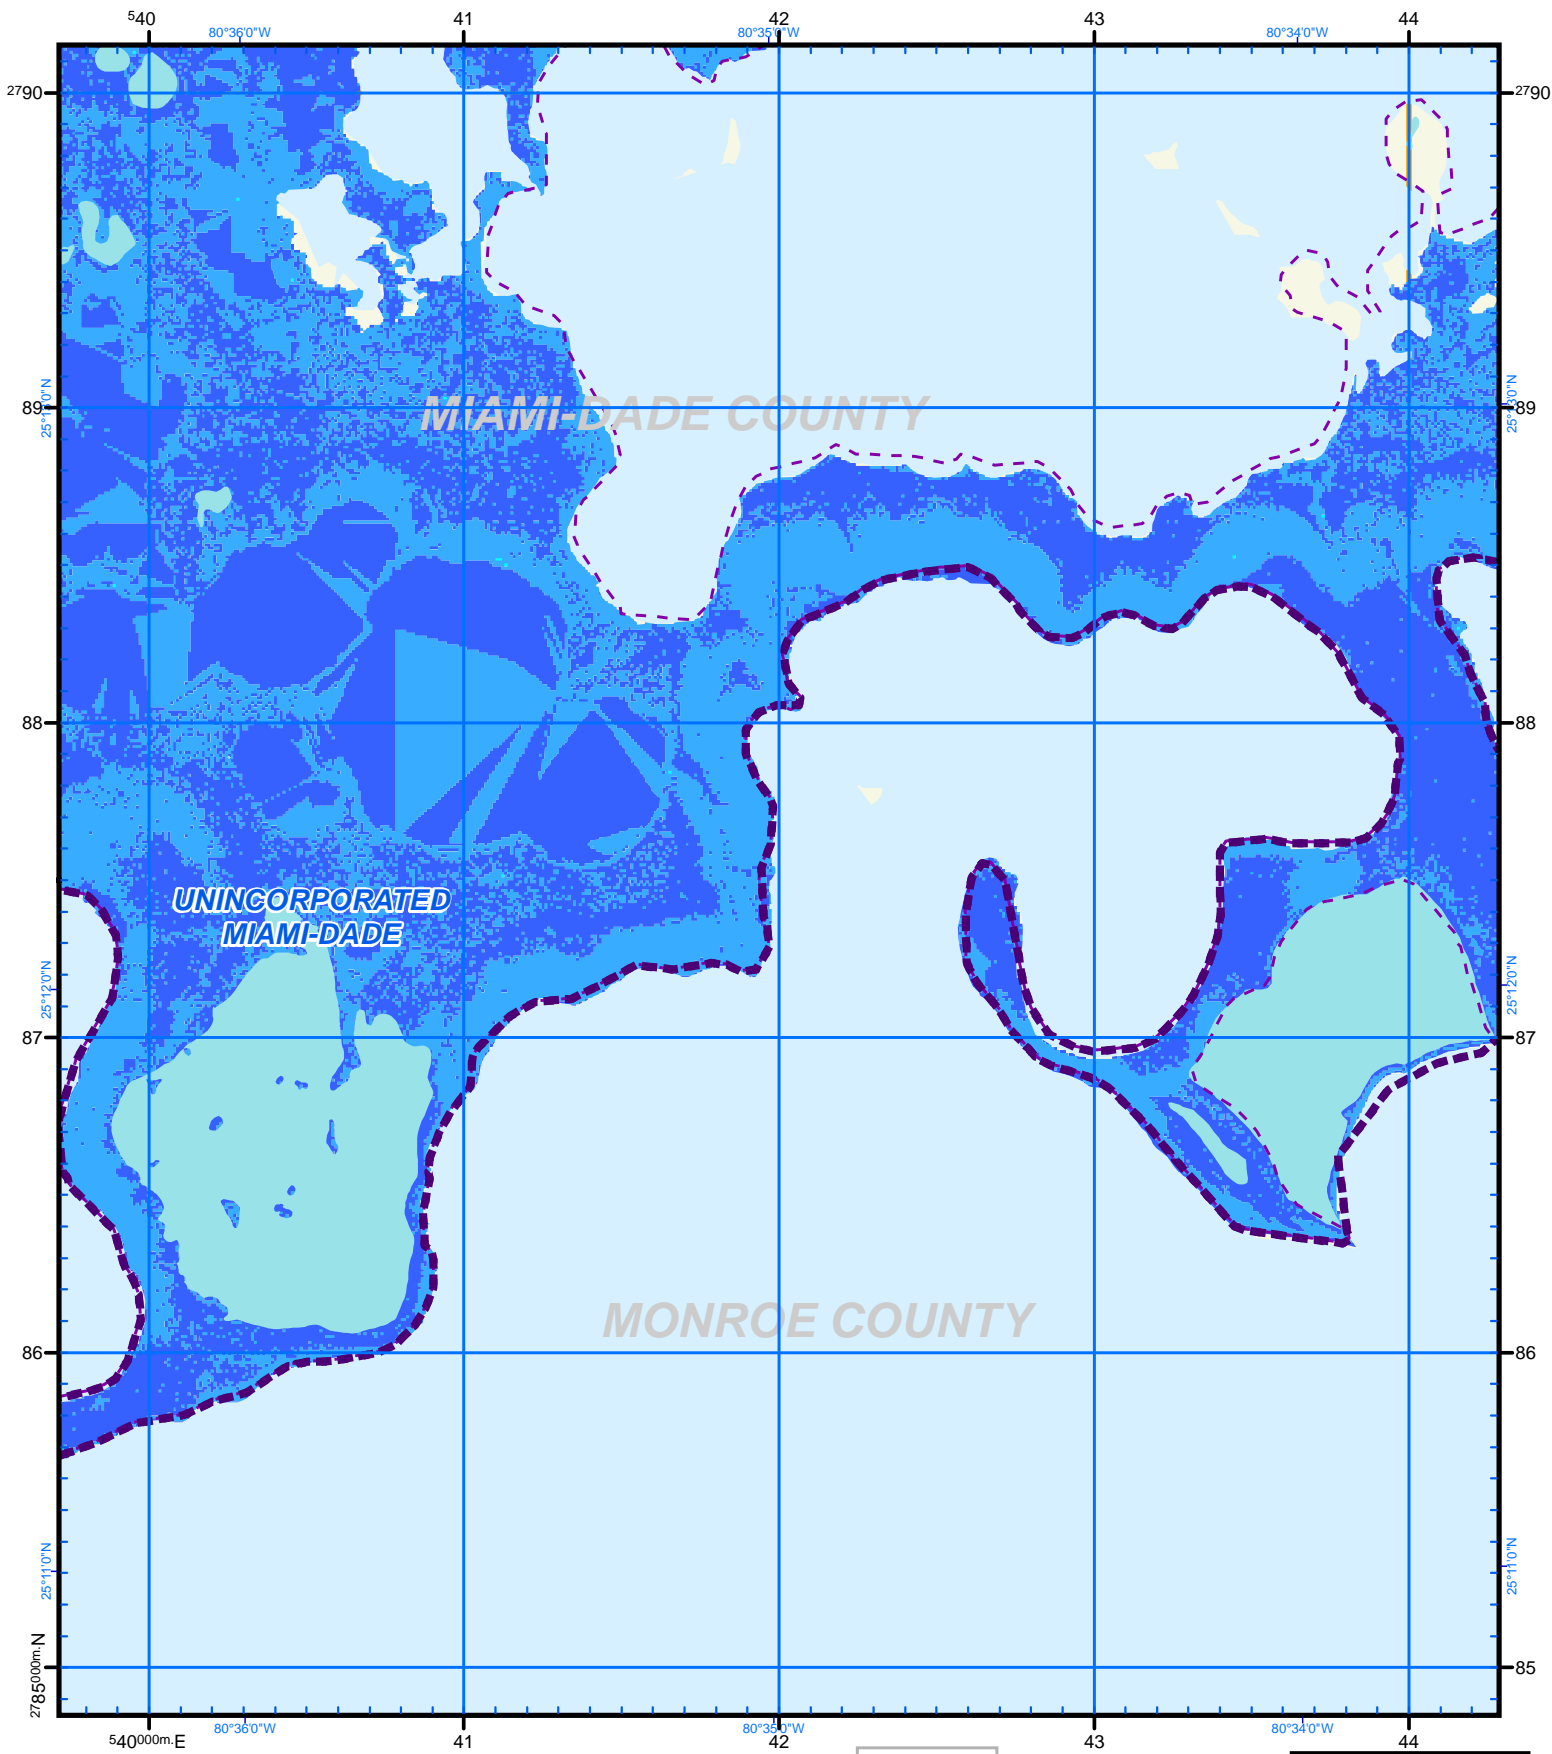 540 41 42 43 44
80°36'0"W 80°35'0"W 80°34'0"W
2790 2790
MIAMI-DADE COUNTY
89 89
25°13'0"N
88 88
UNINCORPORATED
MIAMI-DADE
25°12'0"N 25°12'0"N
87 87
MONROE COUNTY
86 86
25°11'0"N 25°11'0"N
2785000m.N 85
80°36'0"W 80°35'0"W 80°34'0"W
540000m.E 41 42 43 44